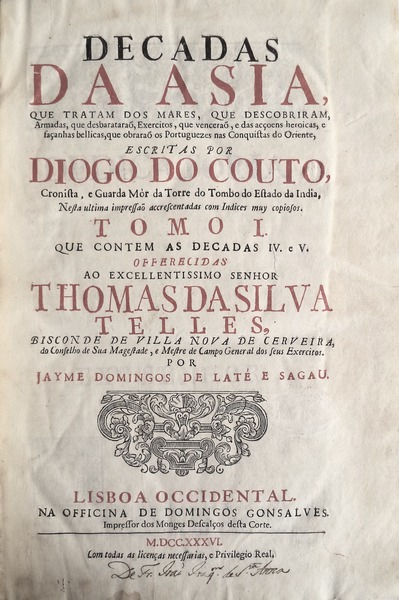 DECADAS
DA ASIA,
QUE TRATAM DOS MARES, QUE DESCOBRIRAM,
Armadas, que desbarataraõ, Exercitos, que venceraõ, e das acçoens heroicas, e
façanhas bellicas, que obraraõ os Portuguezes nas Conquistas do Oriente,
ESCRITAS POR
DIOGO DO COUTO,
Cronista, e Guarda Mòr da Torre do Tombo do Estado da India,
Nesta ultima impressaõ accrescentadas com Indices muy copiosos.
TOMO I.
QUE CONTEM AS DECADAS IV. e V.
OFFERECIDAS
AO EXCELLENTISSIMO SENHOR
THOMAS DA SILVA
TELLES,
BISCONDE DE VILLA NOVA DE CERVEIRA,
do Conselho de Sua Magestade, e Mestre de Campo General dos seus Exercitos.
POR
JAYME DOMINGOS DE LATÉ E SAGAU.
LISBOA OCCIDENTAL.
NA OFFICINA DE DOMINGOS GONSALVES.
Impressor dos Monges Descalços desta Corte.
M.DCC.XXXVI.
Com todas as licenças necessarias, e Privilegio Real,
De Fr. Joaõ